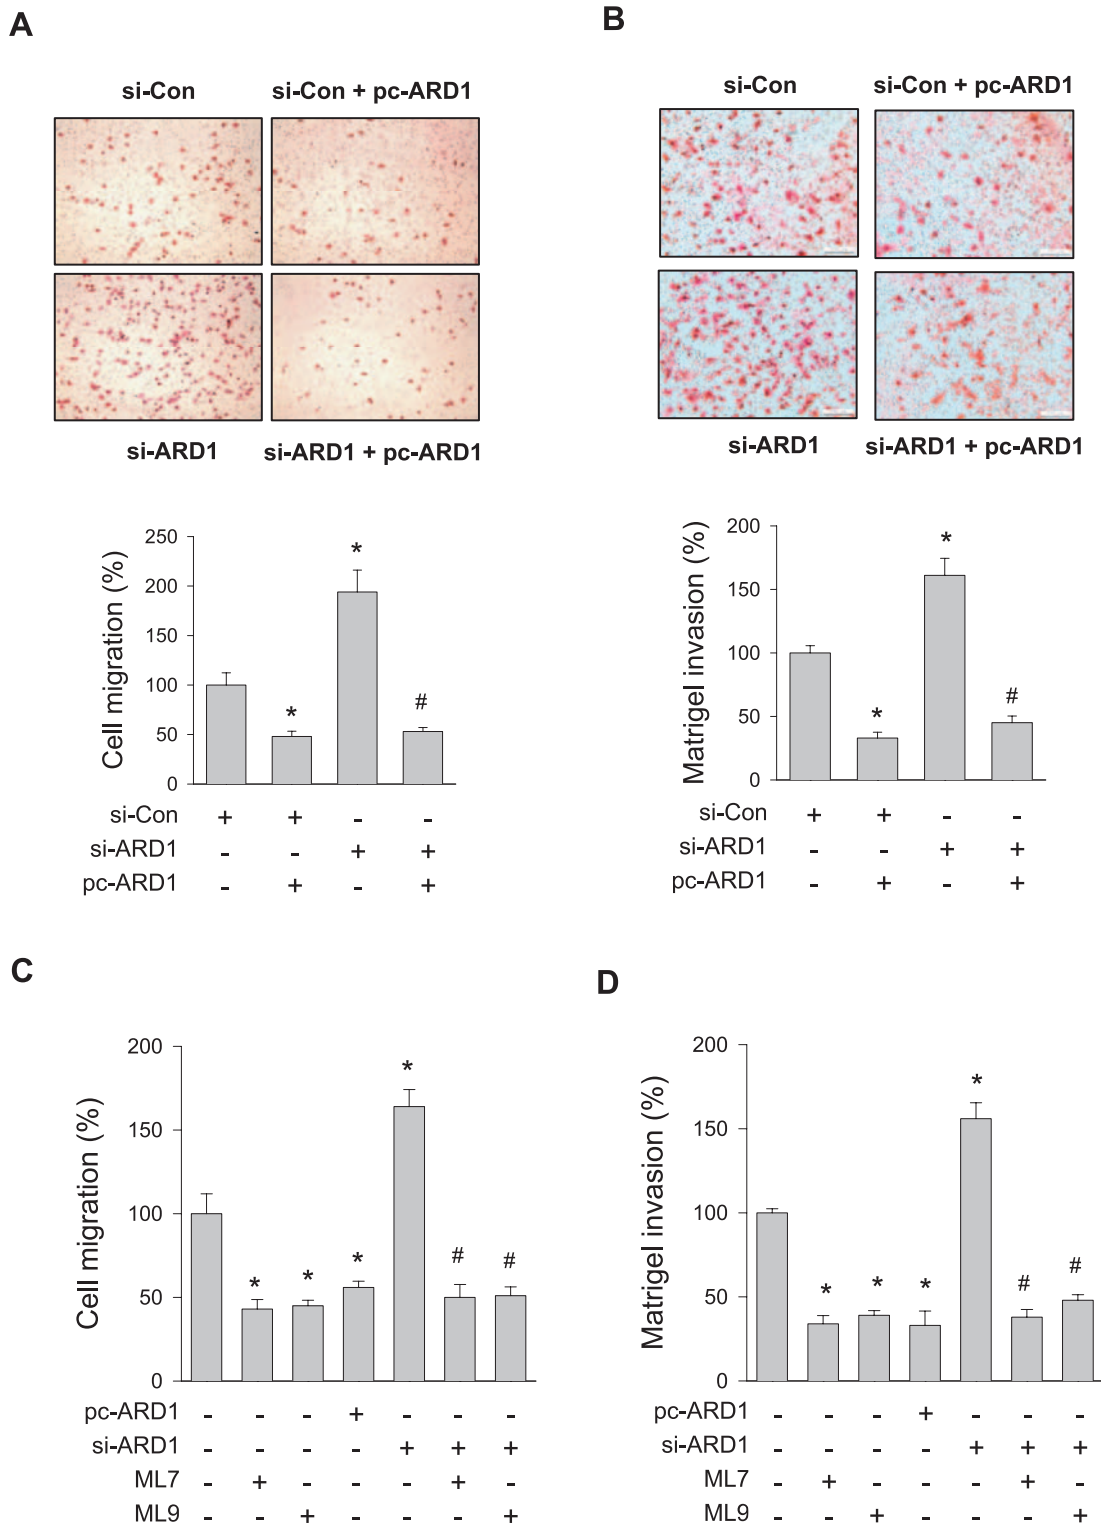 A
si-Con
si-Con + pc-ARD1
si-ARD1
si-ARD1 + pc-ARD1
Cell migration (%)
250
200
150
100
50
0
*
*
#
si-Con + + - -
si-ARD1 - - + +
pc-ARD1 - + - +
B
si-Con
si-Con + pc-ARD1
si-ARD1
si-ARD1 + pc-ARD1
Matrigel invasion (%)
200
150
100
50
0
*
*
#
si-Con + + - -
si-ARD1 - - + +
pc-ARD1 - + - +
C
Cell migration (%)
200
150
100
50
0
*
*
*
*
#
#
pc-ARD1 - - - + - - -
si-ARD1 - - - - + + +
ML7 - + - - - + -
ML9 - - + - - - +
D
Matrigel invasion (%)
200
150
100
50
0
*
*
*
*
#
#
pc-ARD1 - - - + - - -
si-ARD1 - - - - + + +
ML7 - + - - - + -
ML9 - - + - - - +